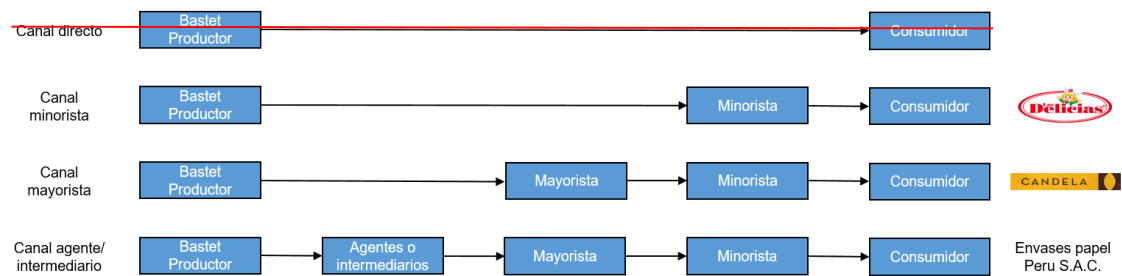 Canal directo
Bastet
Productor
Consumidor
Canal
minorista
Bastet
Productor
Minorista
Consumidor
Delicias
Canal
mayorista
Bastet
Productor
Mayorista
Minorista
Consumidor
CANDELA
Canal agente/
intermediario
Bastet
Productor
Agentes o
intermediarios
Mayorista
Minorista
Consumidor
Envases papel
Peru S.A.C.